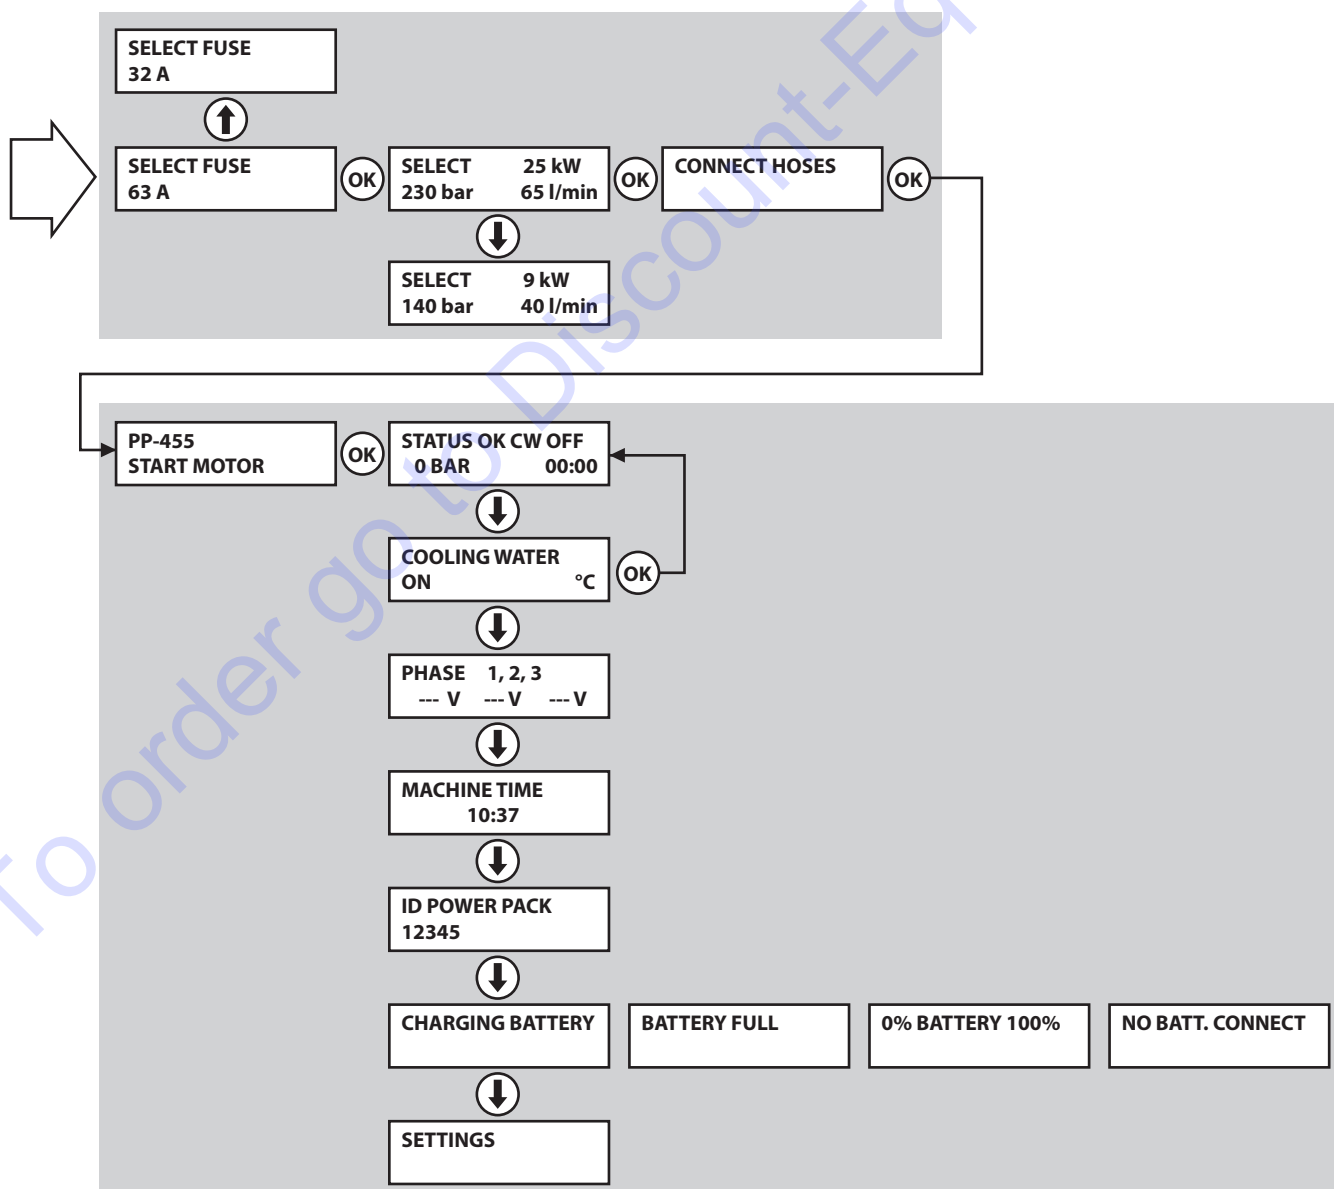 SELECT FUSE
32 A
SELECT FUSE
63 A
OK
SELECT 25 kW
230 bar 65 l/min
OK
CONNECT HOSES
OK
SELECT 9 kW
140 bar 40 l/min
PP-455
START MOTOR
OK
STATUS OK CW OFF
0 BAR 00:00
COOLING WATER
ON °C
OK
PHASE 1, 2, 3
--- V --- V --- V
MACHINE TIME
10:37
ID POWER PACK
12345
CHARGING BATTERY
BATTERY FULL
0% BATTERY 100%
NO BATT. CONNECT
SETTINGS
To order go to Discount-Eq